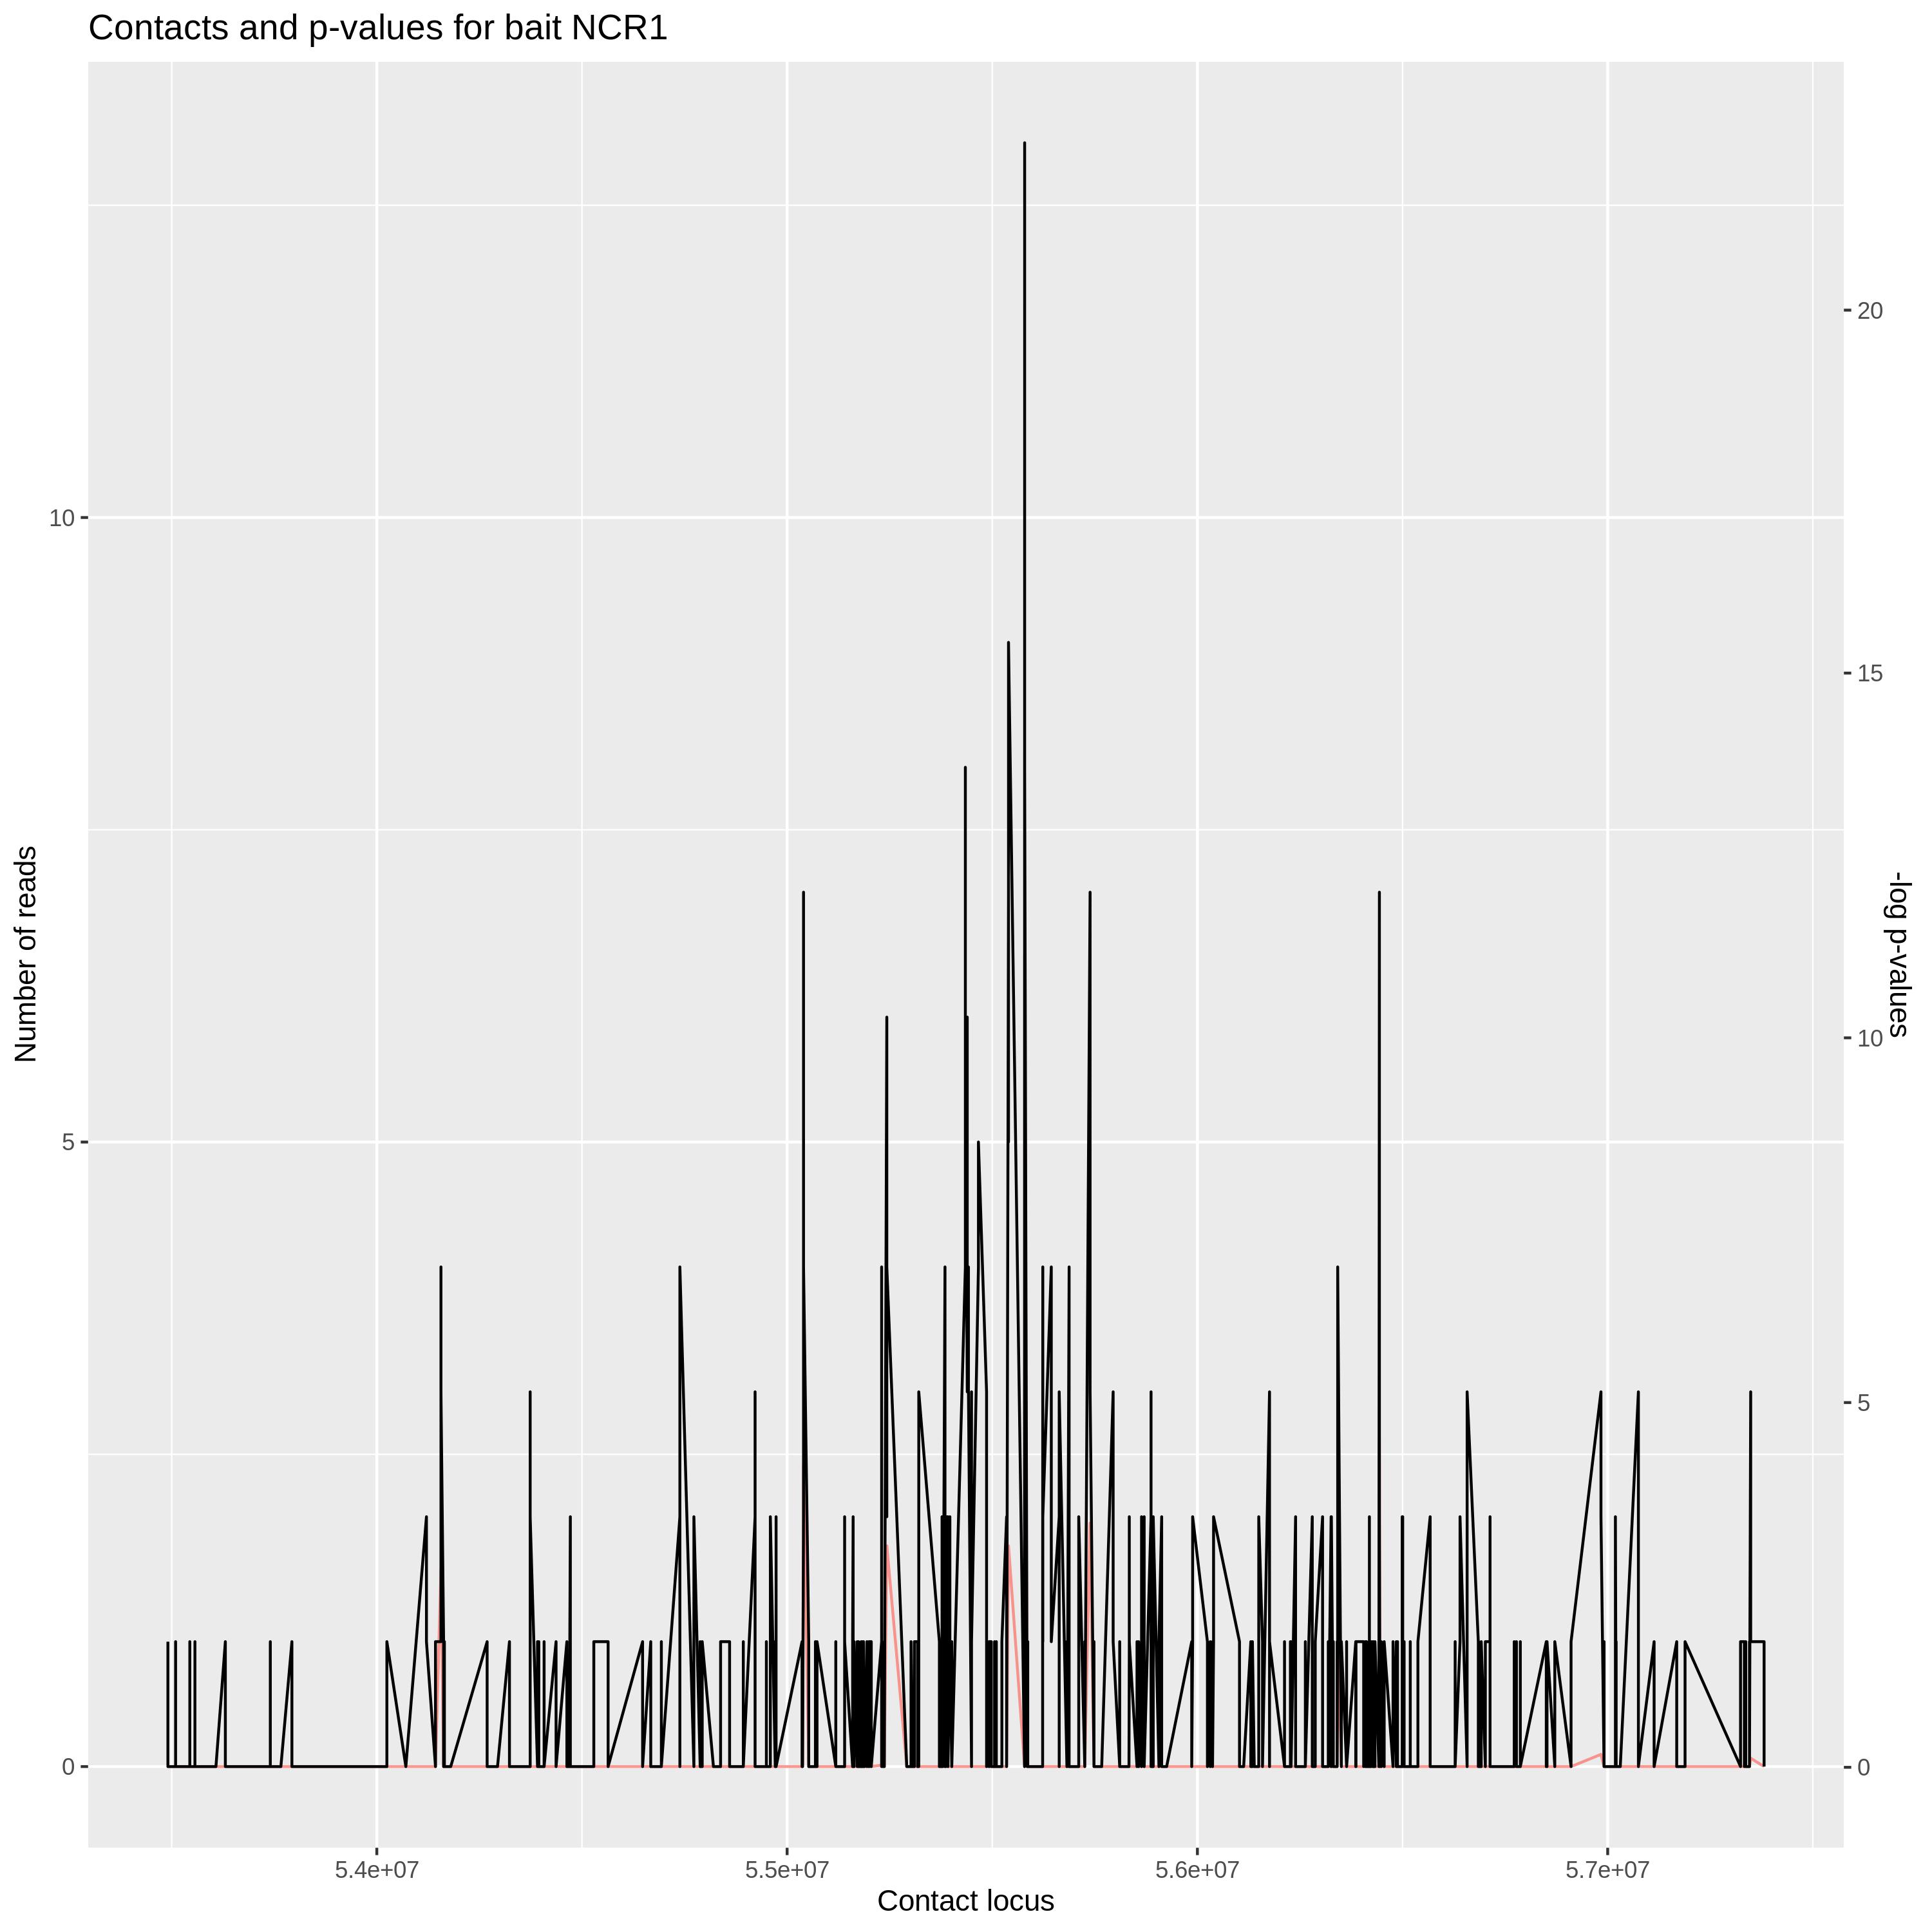 Contacts and p-values for bait NCR1
Number of reads
10
5
0
20
15
10
5
0
-log p-values
5.4e+07
5.5e+07
5.6e+07
5.7e+07
Contact locus